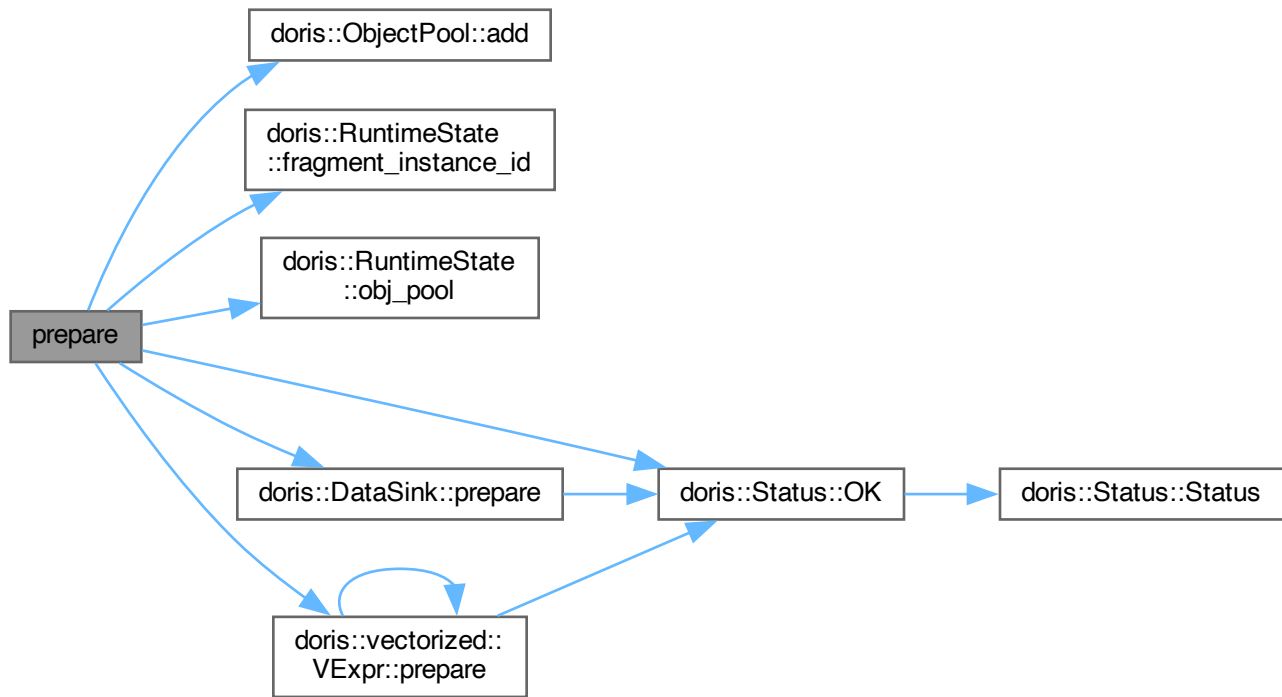 doris::ObjectPool::add
doris::RuntimeState
::fragment_instance_id
doris::RuntimeState
::obj_pool
prepare
doris::DataSink::prepare
doris::Status::OK
doris::Status::Status
doris::vectorized::
VExpr::prepare